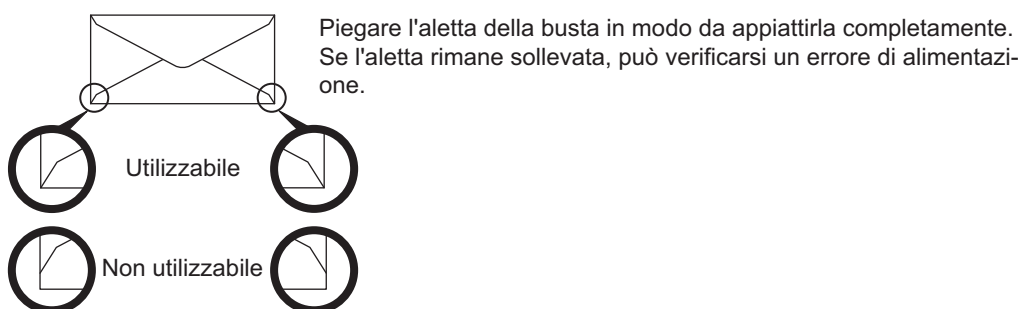 Piegare l'aletta della busta in modo da appiattirla completamente.
Se l'aletta rimane sollevata, può verificarsi un errore di alimentazi-
one.
Utilizzabile
Non utilizzabile